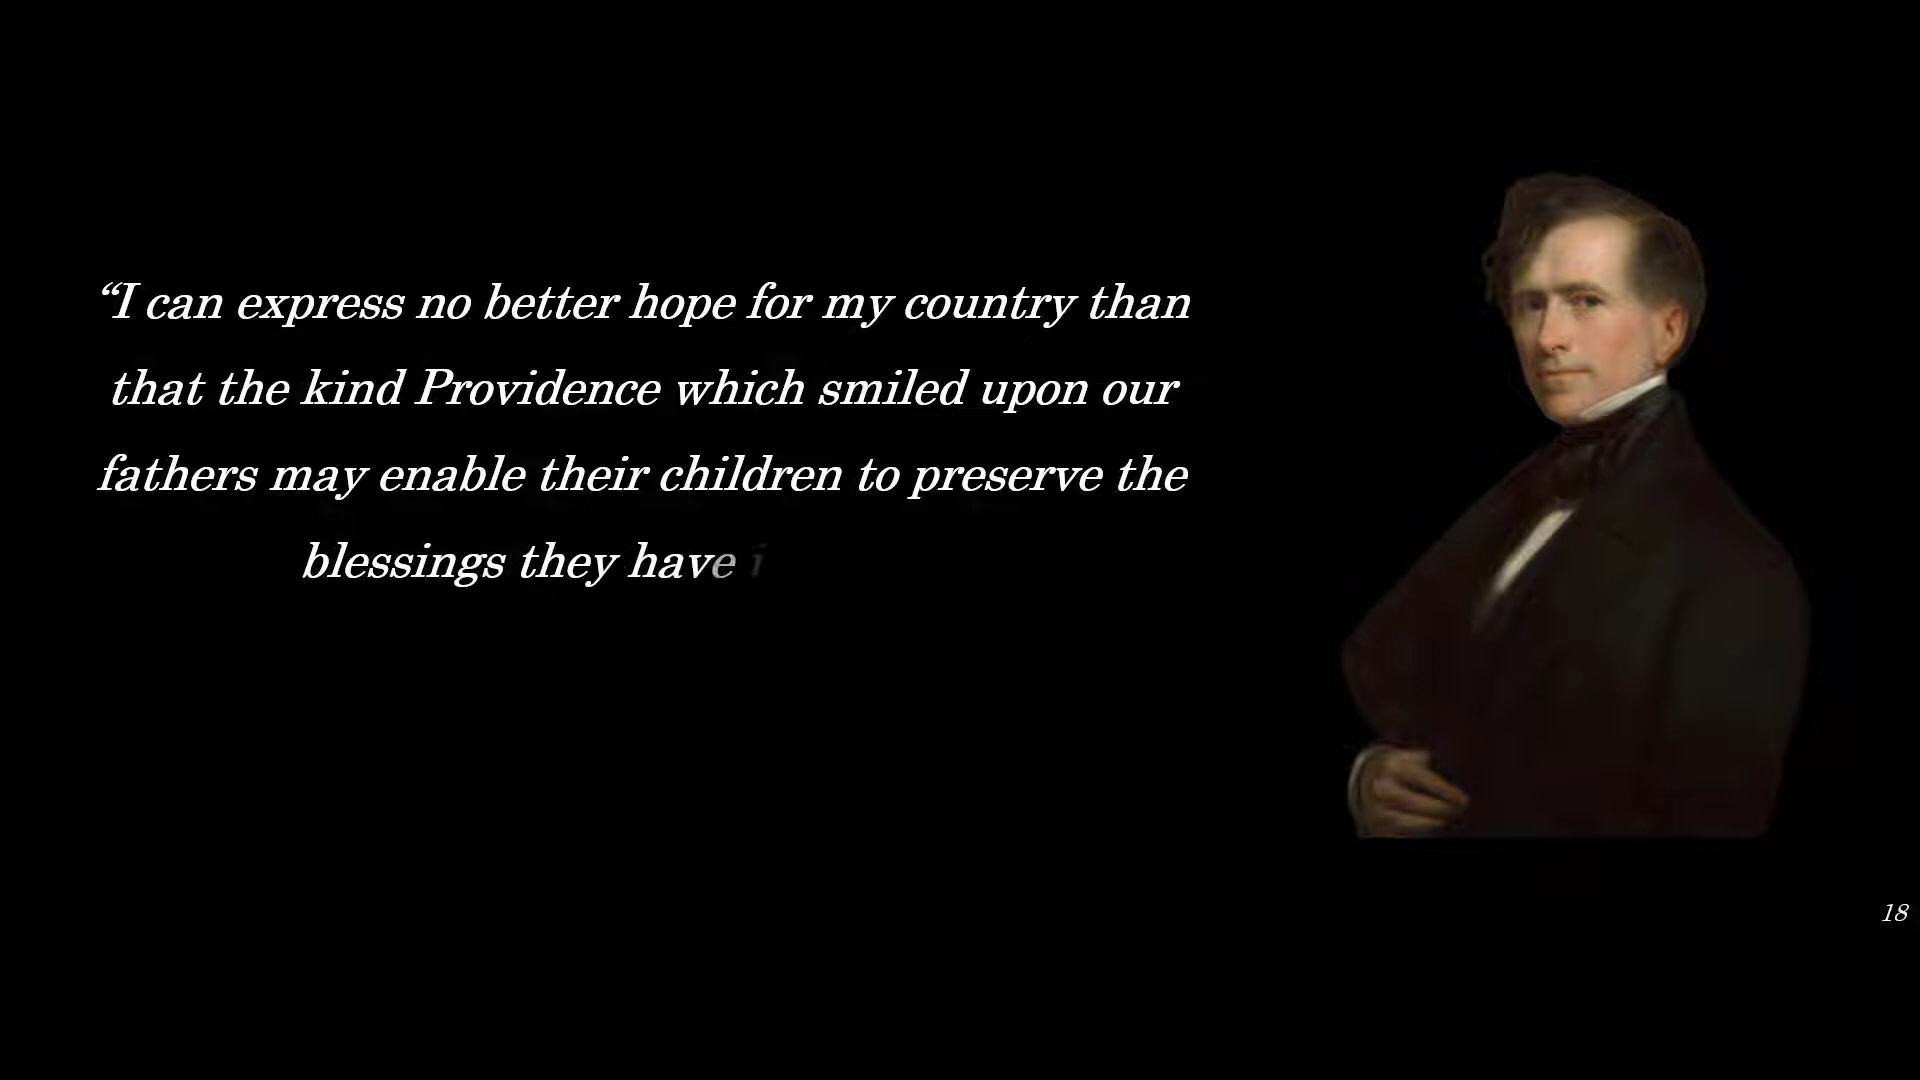 “I can express no better hope for my country than
that the kind Providence which smiled upon our
fathers may enable their children to preserve the
blessings they have i
18